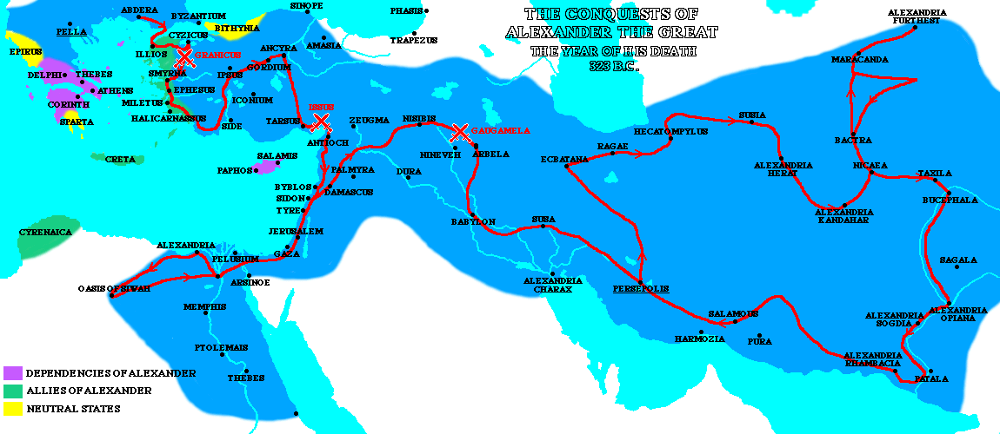 THE CONQUESTS OF
ALEXANDER THE GREAT
THE YEAR OF HIS DEATH
323 B.C.
ABDERA
BYZANTIUM
SINOPE
PHASIS
ALEXANDRIA
FURTHEST
PELLA
CYZICUS
BITHYNIA
TRAPEZUS
EPIRUS
ILLIOS
GRANICUS
ANCYRA
AMASIA
MARACANDA
GORDIUM
DELPHI
THEBES
SMYRNA
IPSUS
ATHENS
EPHESUS
CORINTH
MILETUS
ICONIUM
ISSUS
SPARTA
HALICARNASSUS
SIDE
TARSUS
ZEUGMA
NISIBIS
SUSIA
GAUGAMELA
HECATOMPYLUS
ANTIOCH
BACTRA
RAGAE
NINEVEH
ARBELA
CRETA
SALAMIS
ECBATANA
ALEXANDRIA
HERAT
NICAEA
PAPHOS
PALMYRA
DURA
TAXILA
BYBLOS
DAMASCUS
SIDON
BUCEPHALA
TYRE
ALEXANDRIA
KANDAHAR
BABYLON
SUSA
CYRENAICA
JERUSALEM
ALEXANDRIA
GAZA
PELUSIUM
SAGALA
ARSINOE
ALEXANDRIA
CHARAX
OASIS OF SIWAH
PERSEPOLIS
MEMPHIS
SALAMOUS
ALEXANDRIA
OPIANA
ALEXANDRIA
SOGDIA
HARMOZIA
PURA
PTOLEMAIS
ALEXANDRIA
RHAMBACIA
THEBES
PATALA
DEPENDENCIES OF ALEXANDER
ALLIES OF ALEXANDER
NEUTRAL STATES